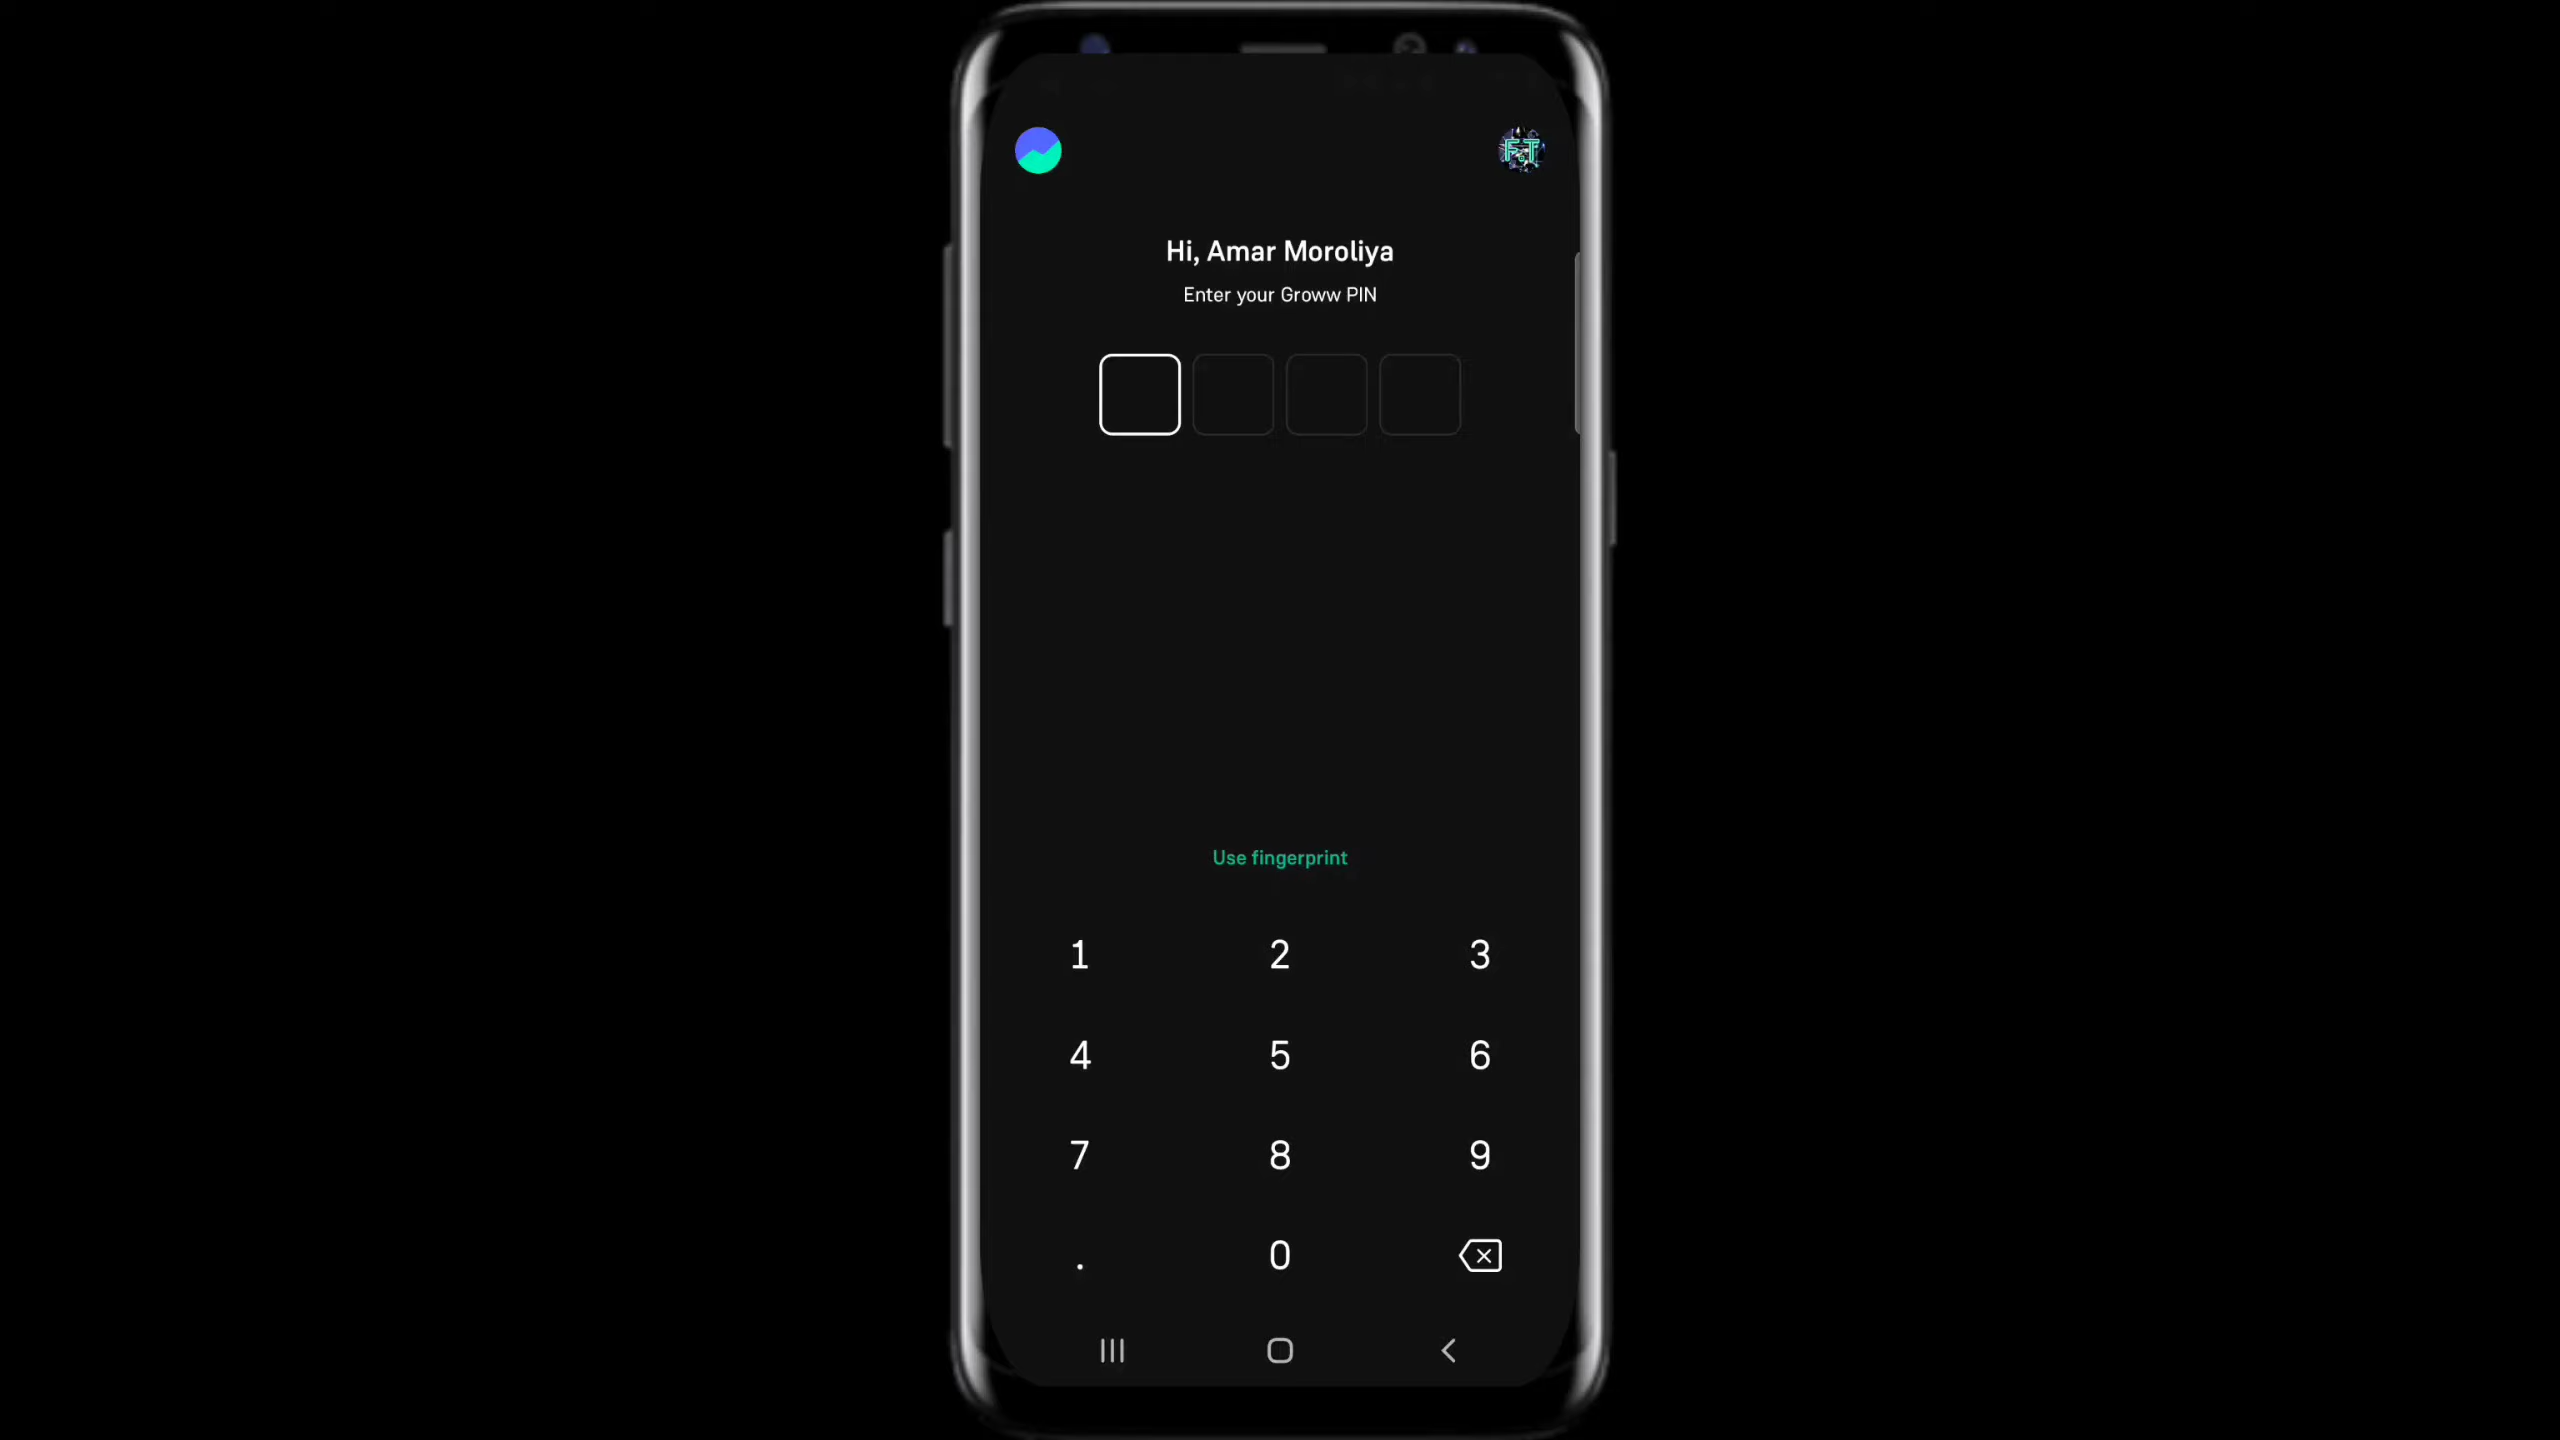 F.T
Hi, Amar Moroliya
Enter your Groww PIN
Use fingerprint
1 2 3
4 5 6
7 8 9
. 0